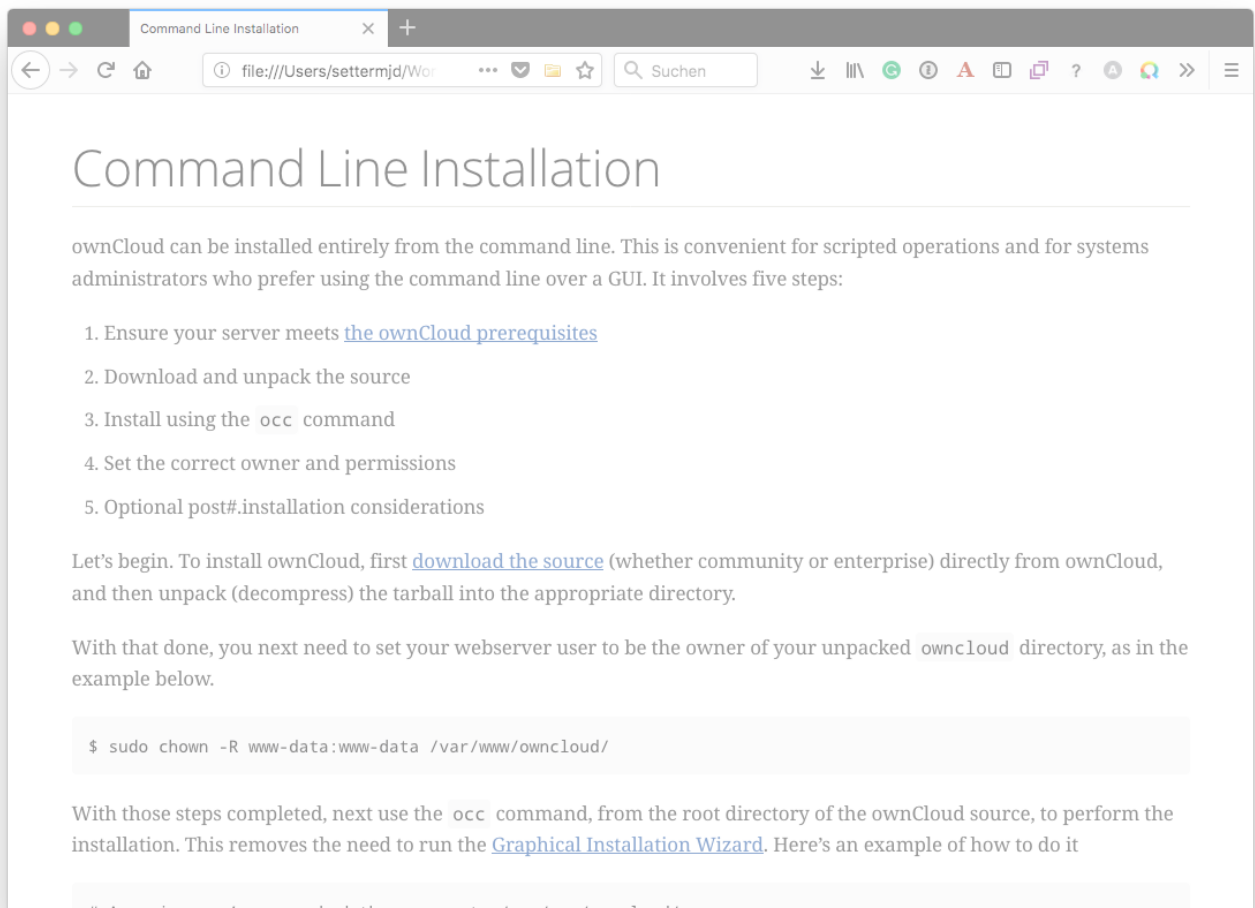 Command Line Installation
file:///Users/settermjd/Wor
Suchen
Command Line Installation
ownCloud can be installed entirely from the command line. This is convenient for scripted operations and for systems
administrators who prefer using the command line over a GUI. It involves five steps:
1. Ensure your server meets the ownCloud prerequisites
2. Download and unpack the source
3. Install using the occ command
4. Set the correct owner and permissions
5. Optional post#.installation considerations
Let’s begin. To install ownCloud, first download the source (whether community or enterprise) directly from ownCloud,
and then unpack (decompress) the tarball into the appropriate directory.
With that done, you next need to set your webserver user to be the owner of your unpacked owncloud directory, as in the
example below.
$ sudo chown -R www-data:www-data /var/www/owncloud/
With those steps completed, next use the occ command, from the root directory of the ownCloud source, to perform the
installation. This removes the need to run the Graphical Installation Wizard. Here’s an example of how to do it